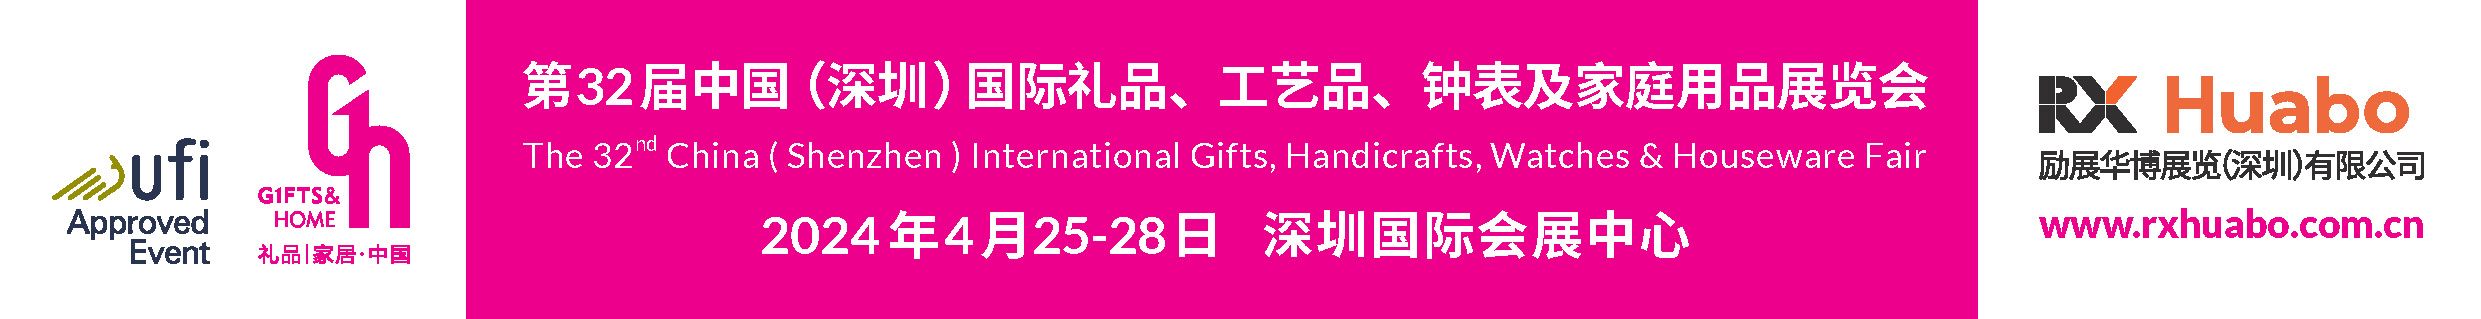 ufi
Approved
Event
Gh
G1FTS&
HOME
礼品|家居·中国
第32届中国（深圳）国际礼品、工艺品、钟表及家庭用品展览会
The 32nd China ( Shenzhen ) International Gifts, Handicrafts, Watches & Houseware Fair
2024年4月25-28日 深圳国际会展中心
RX Huabo
励展华博展览(深圳)有限公司
www.rxhuabo.com.cn